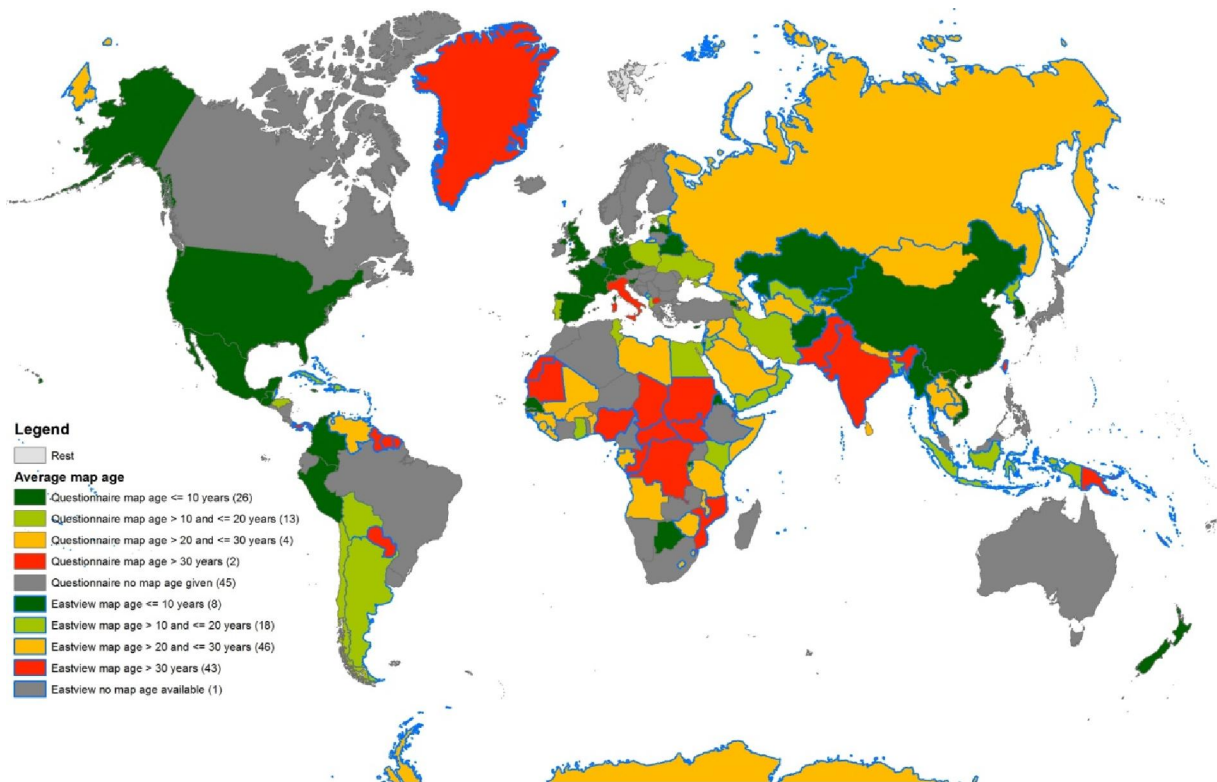 Legend
Rest
Average map age
Questionnaire map age <= 10 years (26)
Questionnaire map age > 10 and <= 20 years (13)
Questionnaire map age > 20 and <= 30 years (4)
Questionnaire map age > 30 years (2)
Questionnaire no map age given (45)
Eastview map age <= 10 years (8)
Eastview map age > 10 and <= 20 years (18)
Eastview map age > 20 and <= 30 years (46)
Eastview map age > 30 years (43)
Eastview no map age available (1)